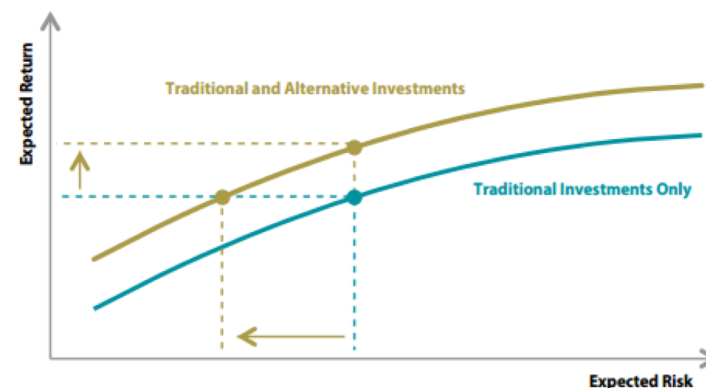 Expected Return
Traditional and Alternative Investments
Traditional Investments Only
Expected Risk